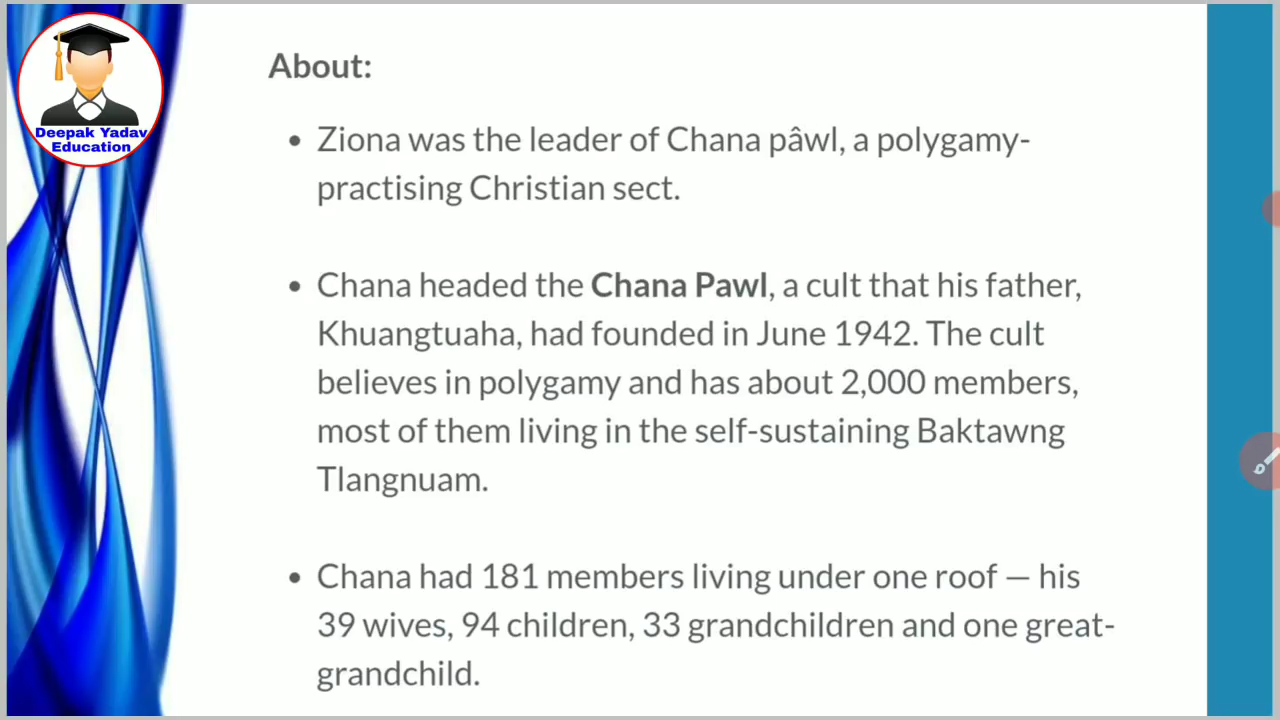 Deepak Yadav
Education
About:
• Ziona was the leader of Chana pâwl, a polygamy-
practising Christian sect.
• Chana headed the Chana Pawl, a cult that his father,
Khuangtuaha, had founded in June 1942. The cult
believes in polygamy and has about 2,000 members,
most of them living in the self-sustaining Baktawng
Tlangnuam.
• Chana had 181 members living under one roof — his
39 wives, 94 children, 33 grandchildren and one great-
grandchild.